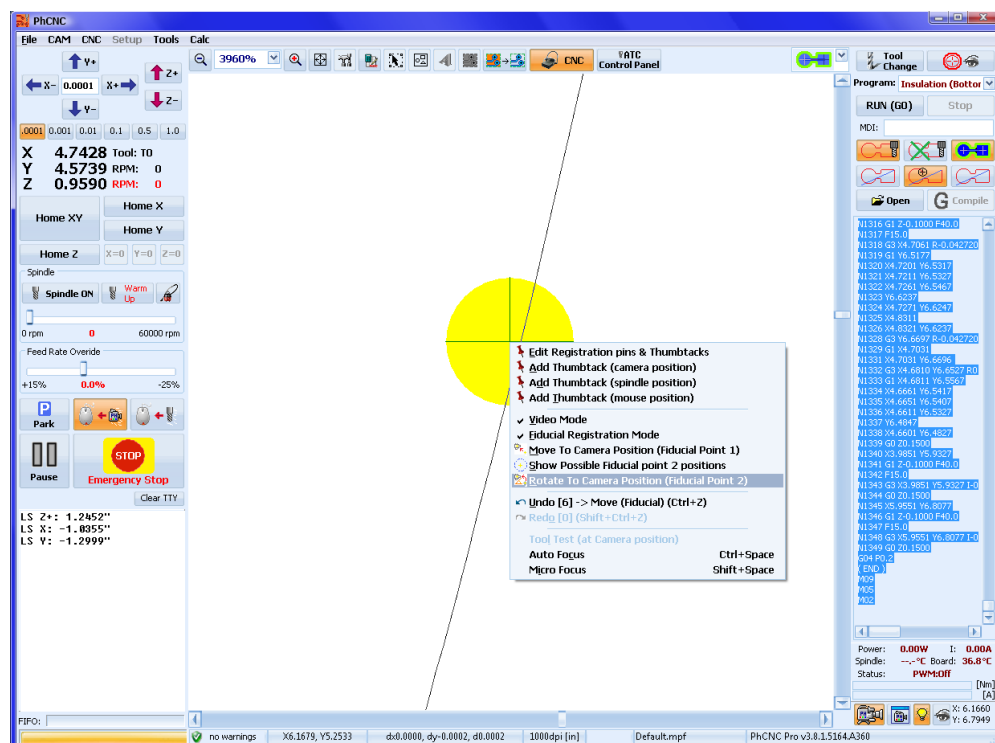 PhCNC
File CAM CNC Setup Tools Calc
Y+
X- 0.0001 X+
Y-
Z+
Z-
.0001 0.001 0.01 0.1 0.5 1.0
X 4.7428 Tool: T0
Y 4.5739 RPM: 0
Z 0.9590 RPM: 0
Home XY
Home X
Home Y
Home Z X=0 Y=0 Z=0
Spindle
Spindle ON
Warm Up
0 rpm 0 60000 rpm
Feed Rate Overide
+15% 0.0% -25%
P
Park
Pause
STOP
Emergency Stop
Clear TTY
LS Z+: 1.2452"
LS X: -1.0355"
LS Y: -1.2999"
FIFO:
3960%
CNC
ATC
Control Panel
Edit Registration pins & Thumbtacks
Add Thumbtack (camera position)
Add Thumbtack (spindle position)
Add Thumbtack (mouse position)
Video Mode
Fiducial Registration Mode
Move To Camera Position (Fiducial Point 1)
Show Possible Fiducial point 2 positions
Rotate To Camera Position (Fiducial Point 2)
Undo [6] -> Move (Fiducial) (Ctrl+Z)
Redo [0] (Shift+Ctrl+Z)
Tool Test (at Camera position)
Auto Focus Ctrl+Space
Micro Focus Shift+Space
Tool
Change
Program: Insulation (Bottor
RUN (GO) Stop
MDI:
Open G Compile
N1316 G1 Z-0.1000 F40.0
N1317 F15.0
N1318 G3 X4.7061 R-0.042720
N1319 G1 Y6.5177
N1320 X4.7201 Y6.5317
N1321 X4.7211 Y6.5327
N1322 X4.7261 Y6.5467
N1323 Y6.6237
N1324 X4.7271 Y6.6247
N1325 X4.8311
N1326 X4.8321 Y6.6237
N1328 G3 Y6.6697 R-0.042720
N1329 G1 X4.7031
N1331 X4.7031 Y6.6696
N1332 G3 X4.6810 Y6.6527 R0
N1333 G1 X4.6811 Y6.5567
N1334 X4.6661 Y6.5417
N1335 X4.6651 Y6.5407
N1336 X4.6611 Y6.5327
N1337 Y6.4847
N1338 X4.6601 Y6.4827
N1339 G0 Z0.1500
N1340 X3.9851 Y5.9327
N1341 G1 Z-0.1000 F40.0
N1342 F15.0
N1343 G3 X3.9851 Y5.9327 I-0
N1344 G0 Z0.1500
N1345 X5.9551 Y6.8077
N1346 G1 Z-0.1000 F40.0
N1347 F15.0
N1348 G3 X5.9551 Y6.8077 I-0
N1349 G0 Z0.1500
G04 P0.2
( END )
M09
M05
M02
Power: 0.00W I: 0.00A
Spindle: --,-°C Board: 36.8°C
Status: PWM:Off
[Nm]
[A]
X: 6.1660
Y: 6.7949
no warnings X6.1679, Y5.2533 dx0.0000, dy-0.0002, d0.0002 1000dpi [in] Default.mpf PhCNC Pro v3.8.1.5164.A360